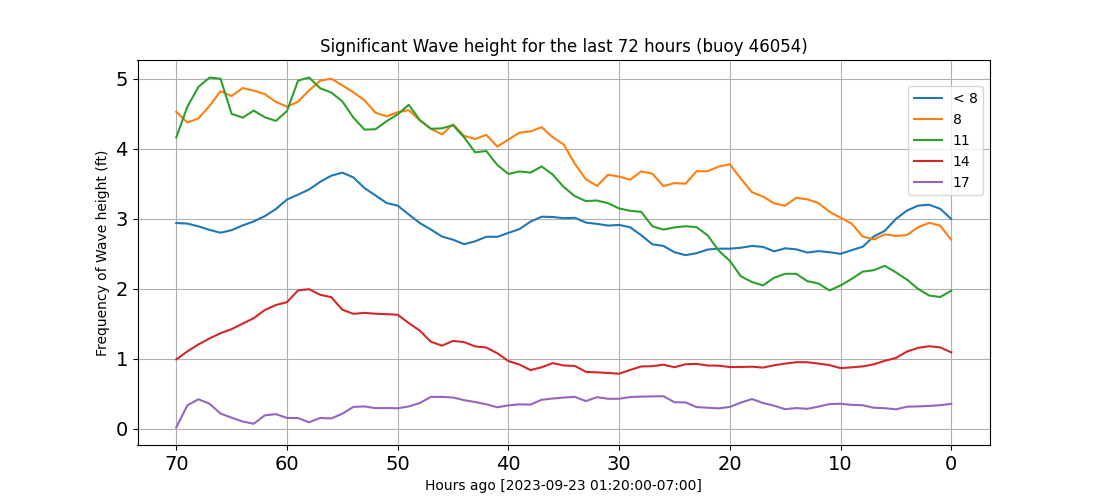 Significant Wave height for the last 72 hours (buoy 46054)
Frequency of Wave height (ft)
5
4
3
2
1
0
< 8
8
11
14
17
70 60 50 40 30 20 10 0
Hours ago [2023-09-23 01:20:00-07:00]